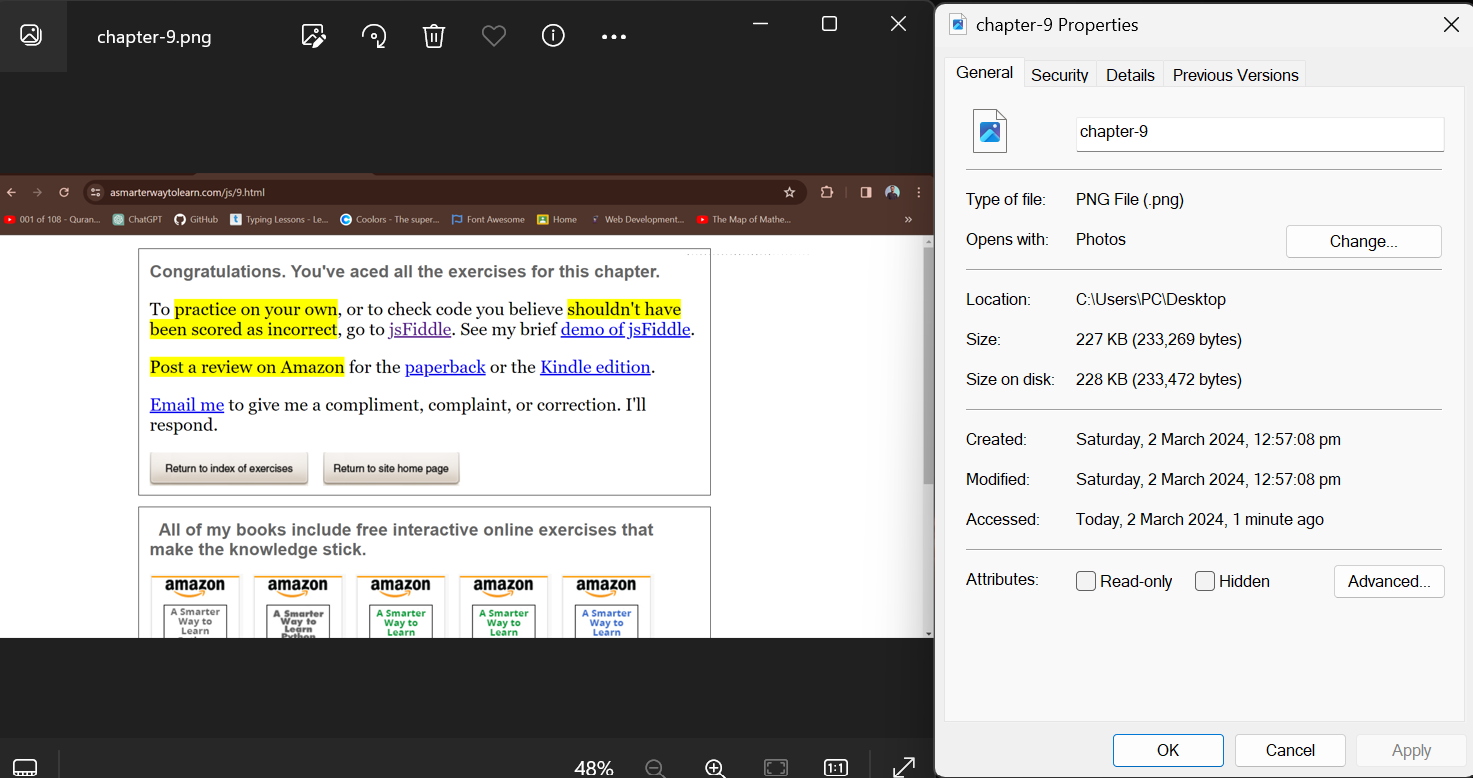 chapter-9.png
asmarterwaytolearn.com/js/9.html
001 of 108 - Quran... ChatGPT GitHub Typing Lessons - Le... Coolors - The super... Font Awesome Home Web Development... The Map of Mathe... »
Congratulations. You've aced all the exercises for this chapter.
To practice on your own, or to check code you believe shouldn't have
been scored as incorrect, go to jsFiddle. See my brief demo of jsFiddle.
Post a review on Amazon for the paperback or the Kindle edition.
Email me to give me a compliment, complaint, or correction. I'll
respond.
Return to index of exercises Return to site home page
All of my books include free interactive online exercises that
make the knowledge stick.
amazon amazon amazon amazon amazon
A Smarter A Smarter A Smarter A Smarter A Smarter
Way to Way to Way to Way to Way to
Learn Learn Learn Learn Learn
Python
48% 1:1
chapter-9 Properties
General Security Details Previous Versions
chapter-9
Type of file: PNG File (.png)
Opens with: Photos Change...
Location: C:\Users\PC\Desktop
Size: 227 KB (233,269 bytes)
Size on disk: 228 KB (233,472 bytes)
Created: Saturday, 2 March 2024, 12:57:08 pm
Modified: Saturday, 2 March 2024, 12:57:08 pm
Accessed: Today, 2 March 2024, 1 minute ago
Attributes: Read-only Hidden Advanced...
OK Cancel Apply